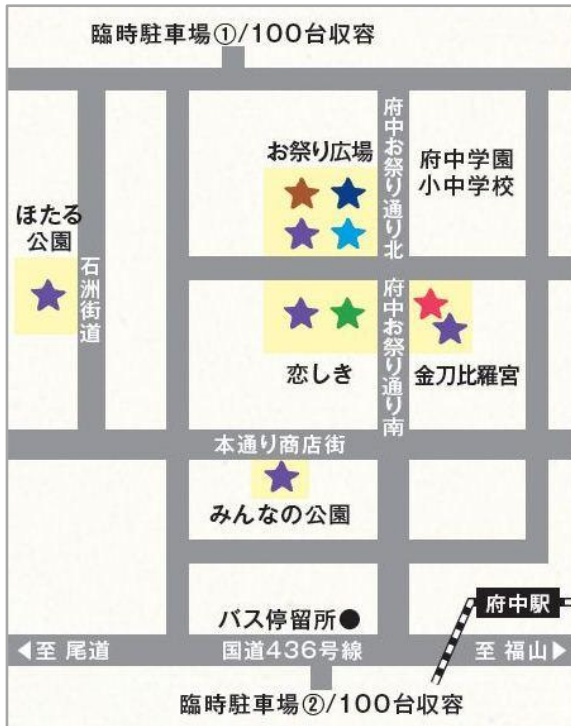 臨時駐車場①/100台収容
府中お祭り通り北
お祭り広場
府中学園
小中学校
ほたる
公園
石洲街道
府中お祭り通り南
恋しき
金刀比羅宮
本通り商店街
みんなの公園
府中駅
バス停留所●
◀至 尾道
国道436号線
至 福山▶
臨時駐車場②/100台収容